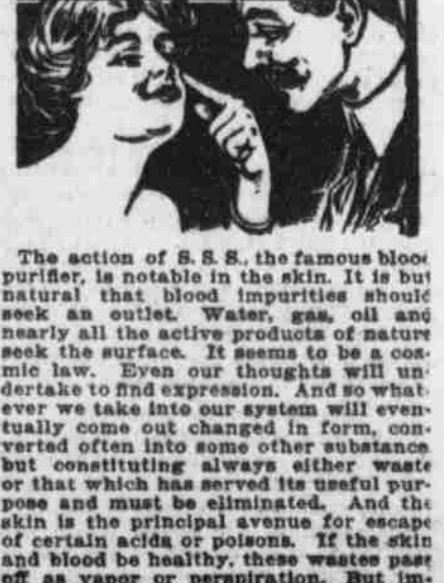 The action of S. S. S., the famous blood
purifier, is notable in the skin. It is but
natural that blood impurities should
seek an outlet. Water, gas, oil and
nearly all the active products of nature
seek the surface. It seems to be a cos-
mic law. Even our thoughts will un-
dertake to find expression. And so what-
ever we take into our system will even-
tually come out changed in form, con-
verted often into some other substance
but constituting always either waste
or that which has served its useful pur-
pose and must be eliminated. And the
skin is the principal avenue for escape
of certain acids or poisons. If the skin
and blood be healthy, these wastes pass
off as vapor or perspiration.